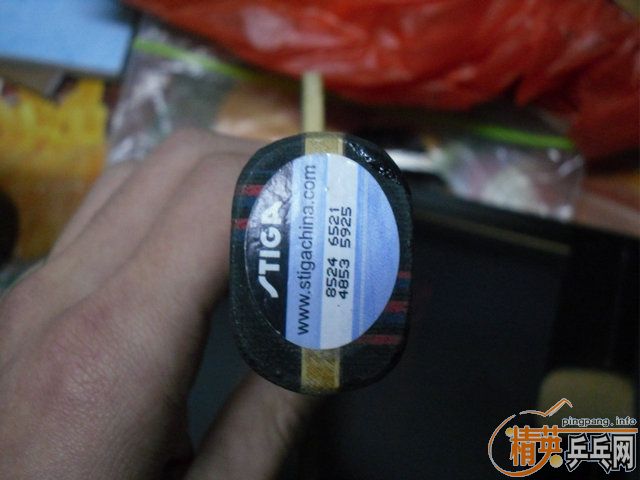 STIGA
www.stigachina.com
8524 6521
4853 5925
pingpang.info
精英乒乓网